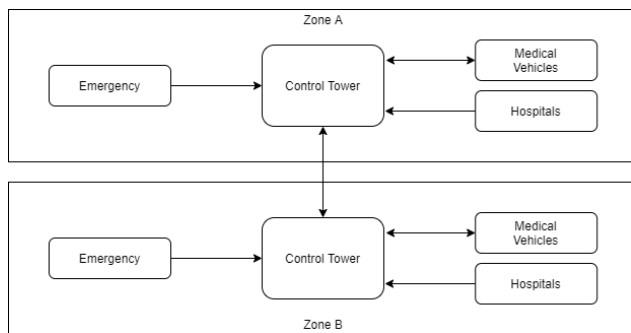 Zone A
Emergency
Control Tower
Medical
Vehicles
Hospitals
Emergency
Control Tower
Medical
Vehicles
Hospitals
Zone B